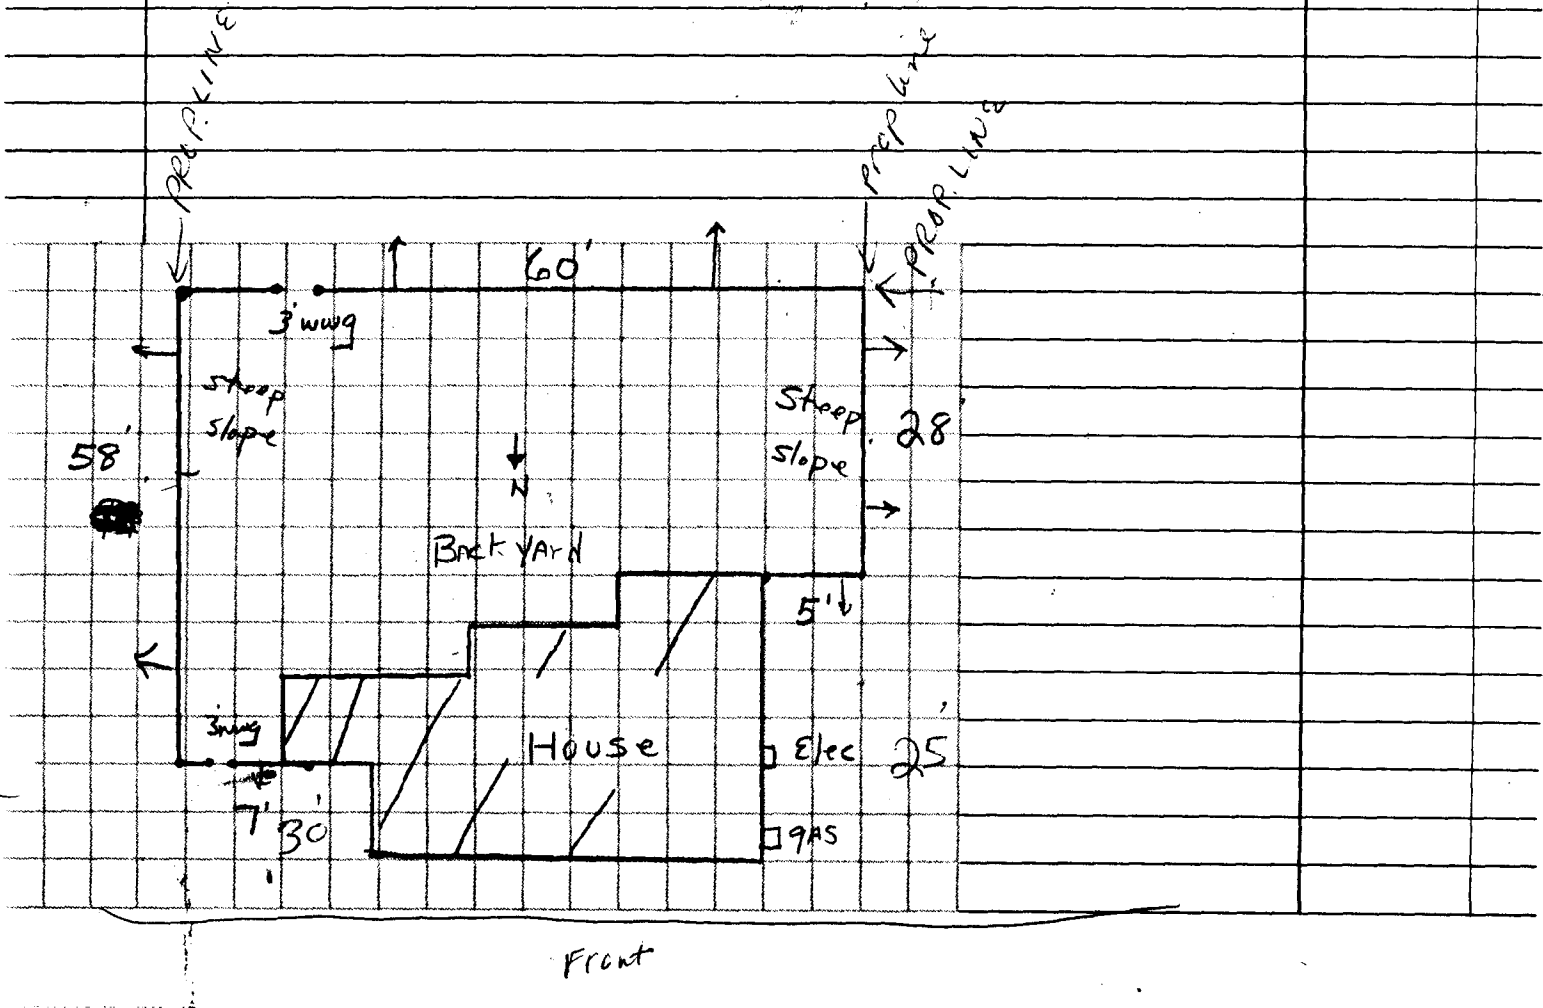 PROP. LINE
Prop line
PROP. LINE
60'
3' wwg
Steep
slope
Steep
slope
28'
58'
N
Back yard
5'
3'
House
Elec
25'
7'
30'
gAS
Front